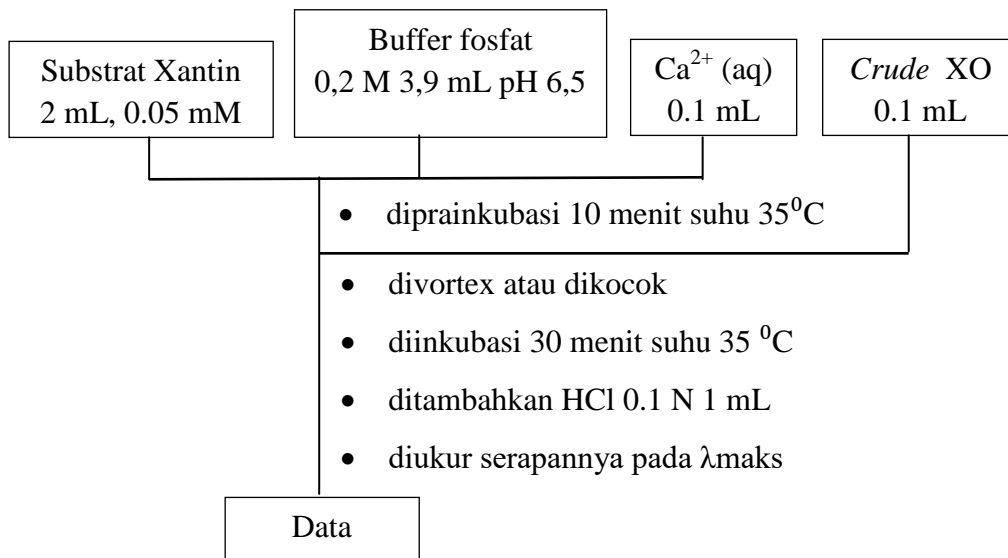 Substrat Xantin
2 mL, 0.05 mM
Buffer fosfat
0,2 M 3,9 mL pH 6,5
Ca²⁺ (aq)
0.1 mL
Crude XO
0.1 mL
• diprainkubasi 10 menit suhu 35⁰C
• divortex atau dikocok
• diinkubasi 30 menit suhu 35 ⁰C
• ditambahkan HCl 0.1 N 1 mL
• diukur serapannya pada λmaks
Data